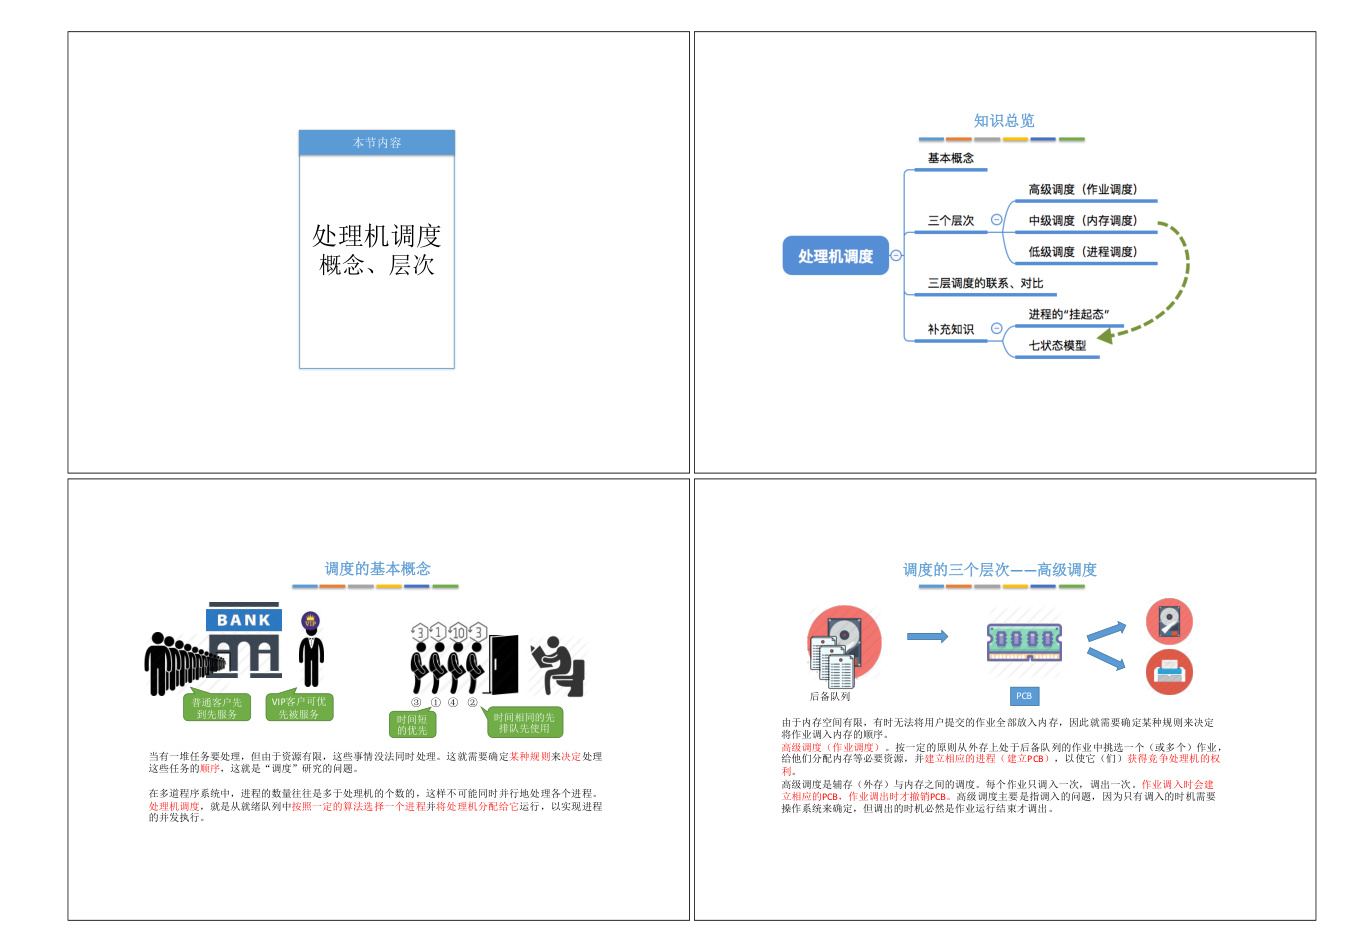 本节内容
处理机调度
概念、层次
知识总览
基本概念
高级调度（作业调度）
三个层次
中级调度（内存调度）
低级调度（进程调度）
处理机调度
三层调度的联系、对比
进程的“挂起态”
补充知识
七状态模型
调度的基本概念
BANK
VIP
3 1 10 3
③ ① ④ ②
普通客户先
到先服务
VIP客户可优
先被服务
时间短
的优先
时间相同的先
排队先使用
当有一堆任务要处理，但由于资源有限，这些事情没法同时处理。这就需要确定某种规则来决定处理
这些任务的顺序，这就是“调度”研究的问题。
在多道程序系统中，进程的数量往往是多于处理机的个数的，这样不可能同时并行地处理各个进程。
处理机调度，就是从就绪队列中按照一定的算法选择一个进程并将处理机分配给它运行，以实现进程
的并发执行。
调度的三个层次——高级调度
后备队列
PCB
由于内存空间有限，有时无法将用户提交的作业全部放入内存，因此就需要确定某种规则来决定
将作业调入内存的顺序。
高级调度（作业调度）。按一定的原则从外存上处于后备队列的作业中挑选一个（或多个）作业，
给他们分配内存等必要资源，并建立相应的进程（建立PCB），以使它（们）获得竞争处理机的权
利。
高级调度是辅存（外存）与内存之间的调度。每个作业只调入一次，调出一次。作业调入时会建
立相应的PCB，作业调出时才撤销PCB。高级调度主要是指调入的问题，因为只有调入的时机需要
操作系统来确定，但调出的时机必然是作业运行结束才调出。